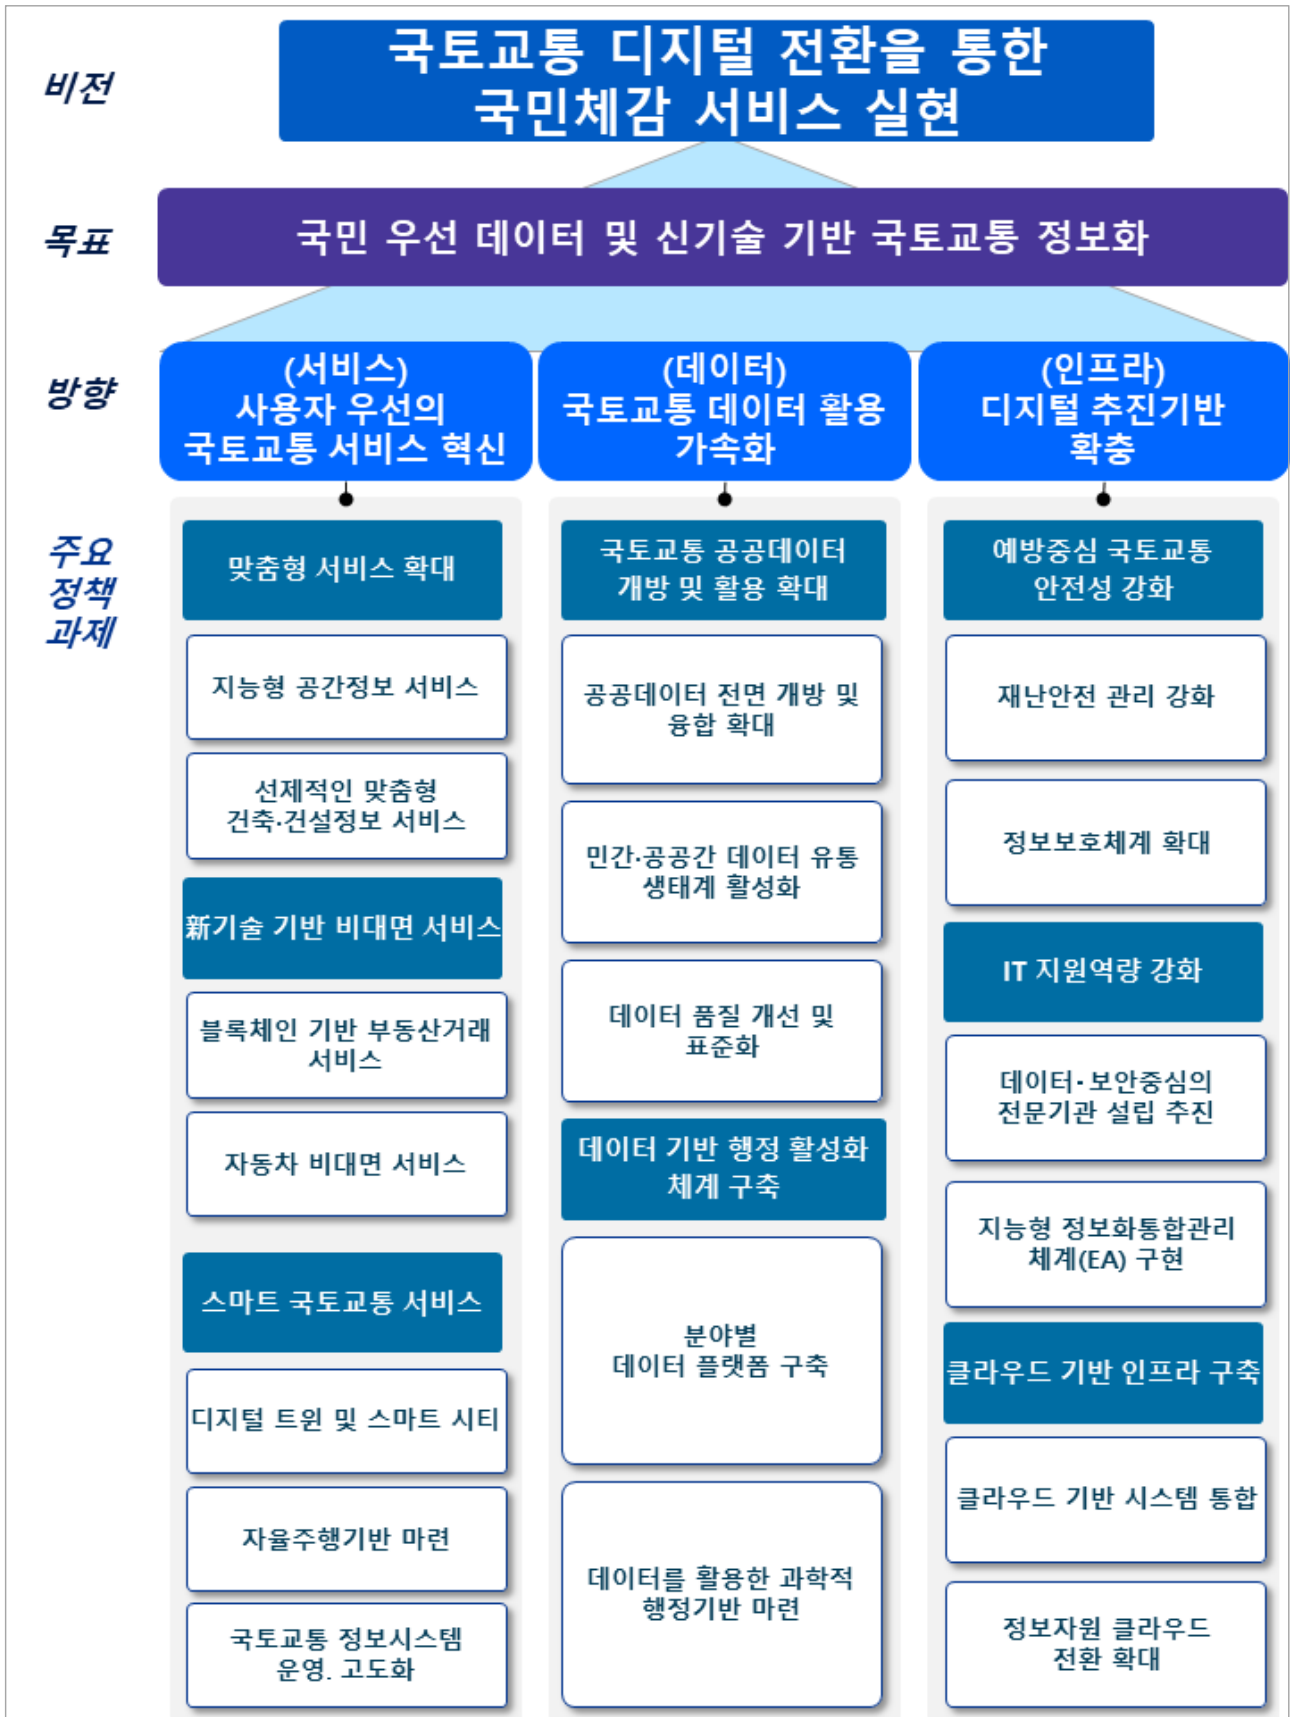 비전
국토교통 디지털 전환을 통한
국민체감 서비스 실현
목표
국민 우선 데이터 및 신기술 기반 국토교통 정보화
방향
(서비스)
사용자 우선의
국토교통 서비스 혁신
(데이터)
국토교통 데이터 활용
가속화
(인프라)
디지털 추진기반
확충
주요
정책
과제
맞춤형 서비스 확대
지능형 공간정보 서비스
선제적인 맞춤형
건축·건설정보 서비스
新기술 기반 비대면 서비스
블록체인 기반 부동산거래
서비스
자동차 비대면 서비스
스마트 국토교통 서비스
디지털 트윈 및 스마트 시티
자율주행기반 마련
국토교통 정보시스템
운영. 고도화
국토교통 공공데이터
개방 및 활용 확대
공공데이터 전면 개방 및
융합 확대
민간·공공간 데이터 유통
생태계 활성화
데이터 품질 개선 및
표준화
데이터 기반 행정 활성화
체계 구축
분야별
데이터 플랫폼 구축
데이터를 활용한 과학적
행정기반 마련
예방중심 국토교통
안전성 강화
재난안전 관리 강화
정보보호체계 확대
IT 지원역량 강화
데이터·보안중심의
전문기관 설립 추진
지능형 정보화통합관리
체계(EA) 구현
클라우드 기반 인프라 구축
클라우드 기반 시스템 통합
정보자원 클라우드
전환 확대